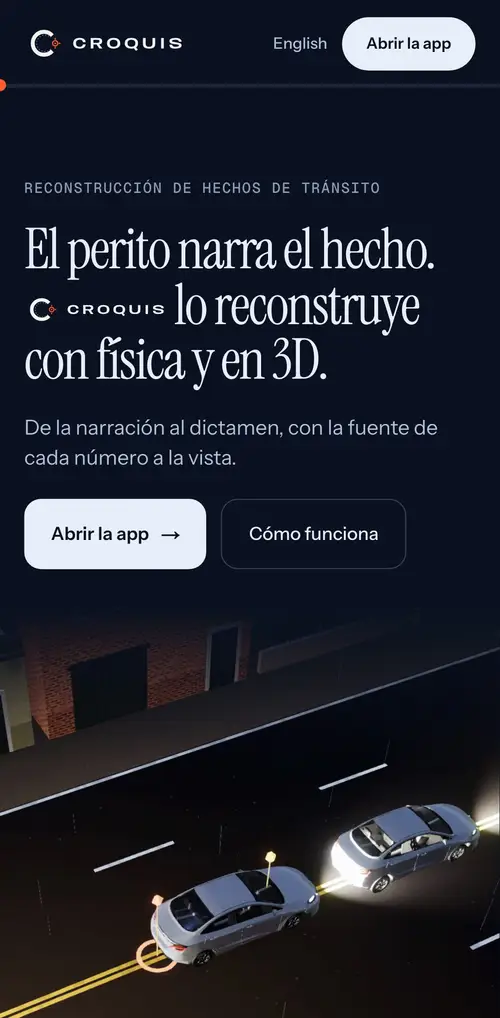 CROQUIS
English
Abrir la app
RECONSTRUCCIÓN DE HECHOS DE TRÁNSITO
El perito narra el hecho.
CROQUIS lo reconstruye
con física y en 3D.
De la narración al dictamen, con la fuente de
cada número a la vista.
Abrir la app →
Cómo funciona